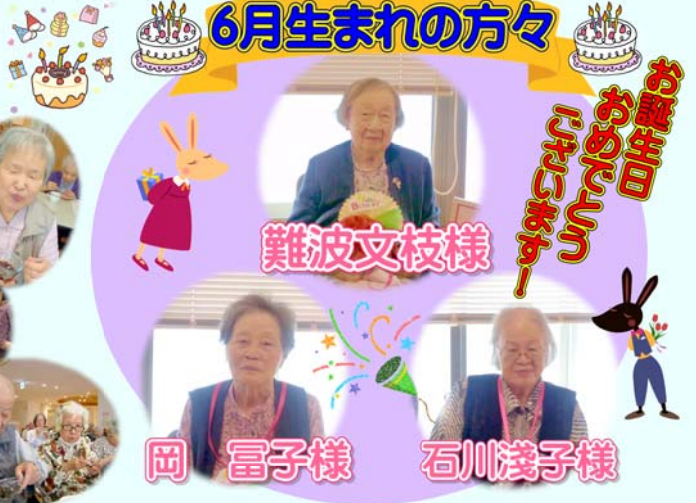 6月生まれの方々
お誕生日
おめでとう
ございます!
難波文枝様
岡　冨子様
石川淺子様